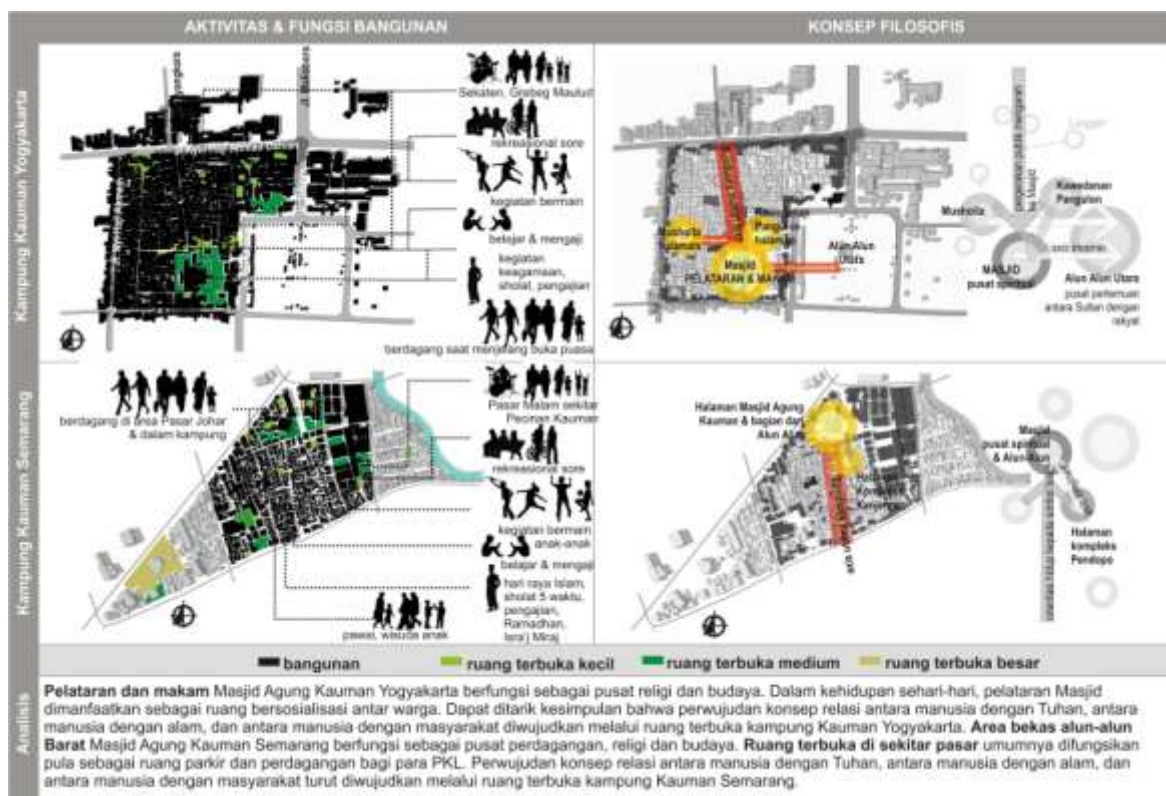 AKTIVITAS & FUNGSI BANGUNAN
KONSEP FILOSOFIS
Kampung Kaunan Yogyakarta
Sekaten, Grebeg Maulud
rekreasional sore
kegiatan bermain
belajar & mengaji
kegiatan
keagamaan,
sholat, pengajian
berdagang saat menjelang buka puasa
Masjid
PELATARAN &
Alun Alun
Utara
Musholla
Kawedanan
Pangulon
MASJID
pusat spiritual
Alun Alun Utara
pusat pertemuan
antara Sultan dengan
rakyat
Kampung Kauman Semarang
berdagang di area Pasar Johar
& dalam kampung
Pasar Malam sekitar
Pecinan Kauman
rekreasional sore
kegiatan bermain
anak-anak
belajar & mengaji
hari raya Islam,
sholat 5 waktu,
pengajian,
Ramadhan,
Isra'j Miraj
pawai, wisuda anak
Halaman Masjid Agung
Kauman & bagian dari
Alun Alun
Masjid
pusat spiritual
& Alun-Alun
Halaman
kompleks
Pendopo
bangunan
ruang terbuka kecil
ruang terbuka medium
ruang terbuka besar
Analisis
Pelataran dan makam Masjid Agung Kauman Yogyakarta berfungsi sebagai pusat religi dan budaya. Dalam kehidupan sehari-hari, pelataran Masjid
dimanfaatkan sebagai ruang bersosialisasi antar warga. Dapat ditarik kesimpulan bahwa perwujudan konsep relasi antara manusia dengan Tuhan, antara
manusia dengan alam, dan antara manusia dengan masyarakat diwujudkan melalui ruang terbuka kampung Kauman Yogyakarta. Area bekas alun-alun
Barat Masjid Agung Kauman Semarang berfungsi sebagai pusat perdagangan, religi dan budaya. Ruang terbuka di sekitar pasar umumnya difungsikan
pula sebagai ruang parkir dan perdagangan bagi para PKL. Perwujudan konsep relasi antara manusia dengan Tuhan, antara manusia dengan alam, dan
antara manusia dengan masyarakat turut diwujudkan melalui ruang terbuka kampung Kauman Semarang.